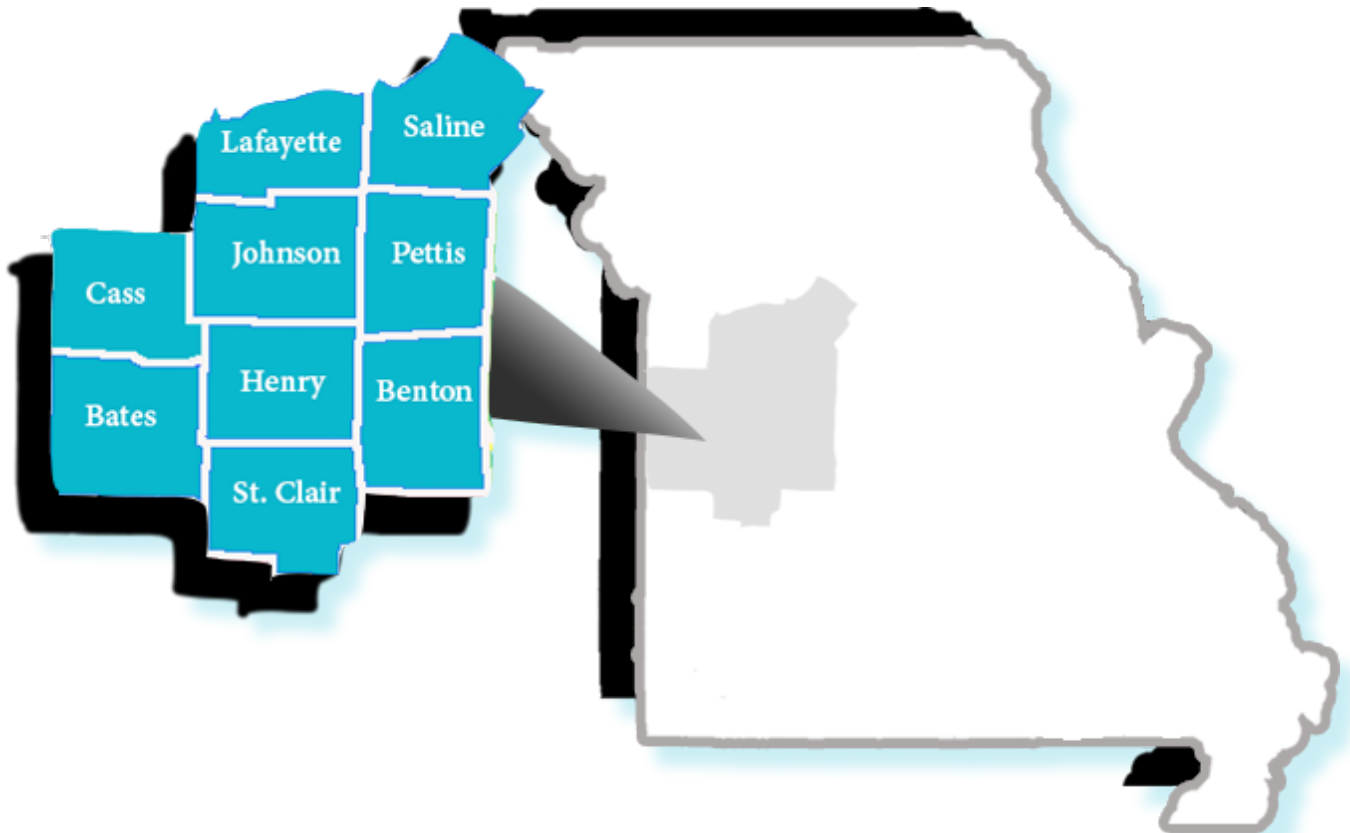 Saline
Lafayette
Johnson
Pettis
Cass
Henry
Benton
Bates
St. Clair